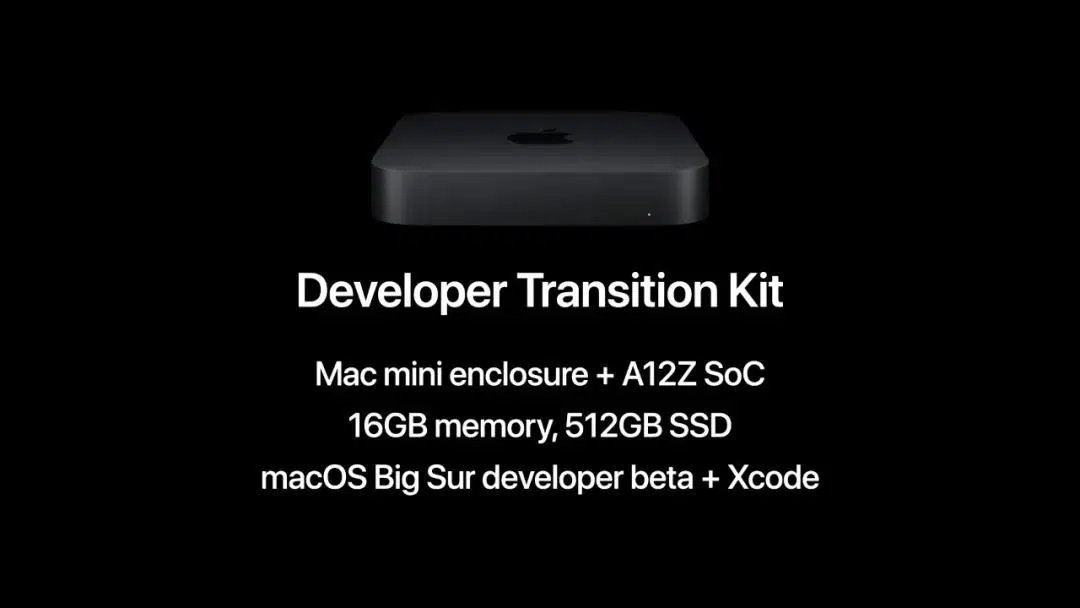 Developer Transition Kit
Mac mini enclosure + A12Z SoC
16GB memory, 512GB SSD
macOS Big Sur developer beta + Xcode